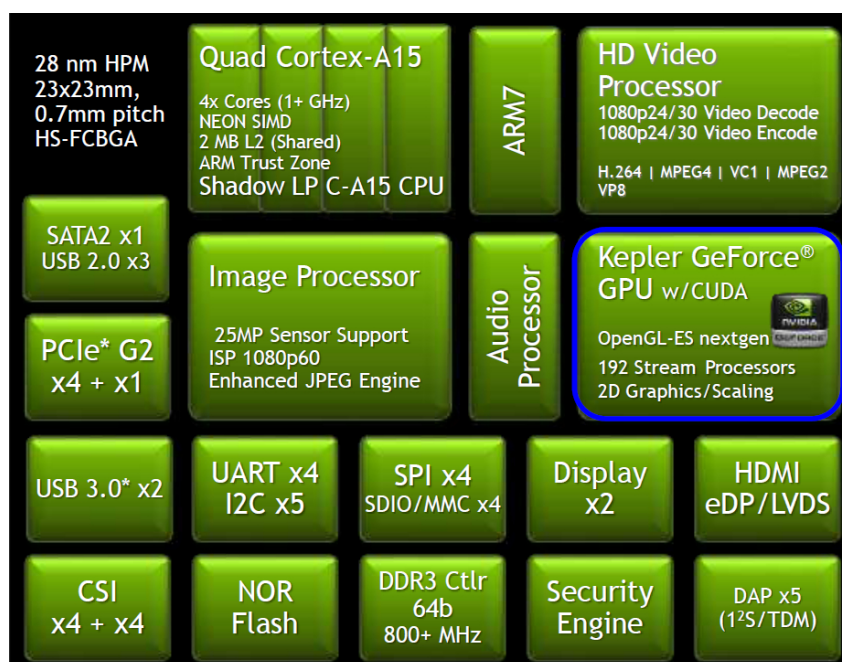 28 nm HPM
23x23mm,
0.7mm pitch
HS-FCBGA
Quad Cortex-A15
4x Cores (1+ GHz)
NEON SIMD
2 MB L2 (Shared)
ARM Trust Zone
Shadow LP C-A15 CPU
ARM7
HD Video
Processor
1080p24/30 Video Decode
1080p24/30 Video Encode
H.264 | MPEG4 | VC1 | MPEG2
VP8
SATA2 x1
USB 2.0 x3
Image Processor
25MP Sensor Support
ISP 1080p60
Enhanced JPEG Engine
Audio
Processor
Kepler GeForce®
GPU w/CUDA
NVIDIA
GEFORCE
OpenGL-ES nextgen
192 Stream Processors
2D Graphics/Scaling
PCIe* G2
x4 + x1
USB 3.0* x2
UART x4
I2C x5
SPI x4
SDIO/MMC x4
Display
x2
HDMI
eDP/LVDS
CSI
x4 + x4
NOR
Flash
DDR3 Ctlr
64b
800+ MHz
Security
Engine
DAP x5
(I²S/TDM)